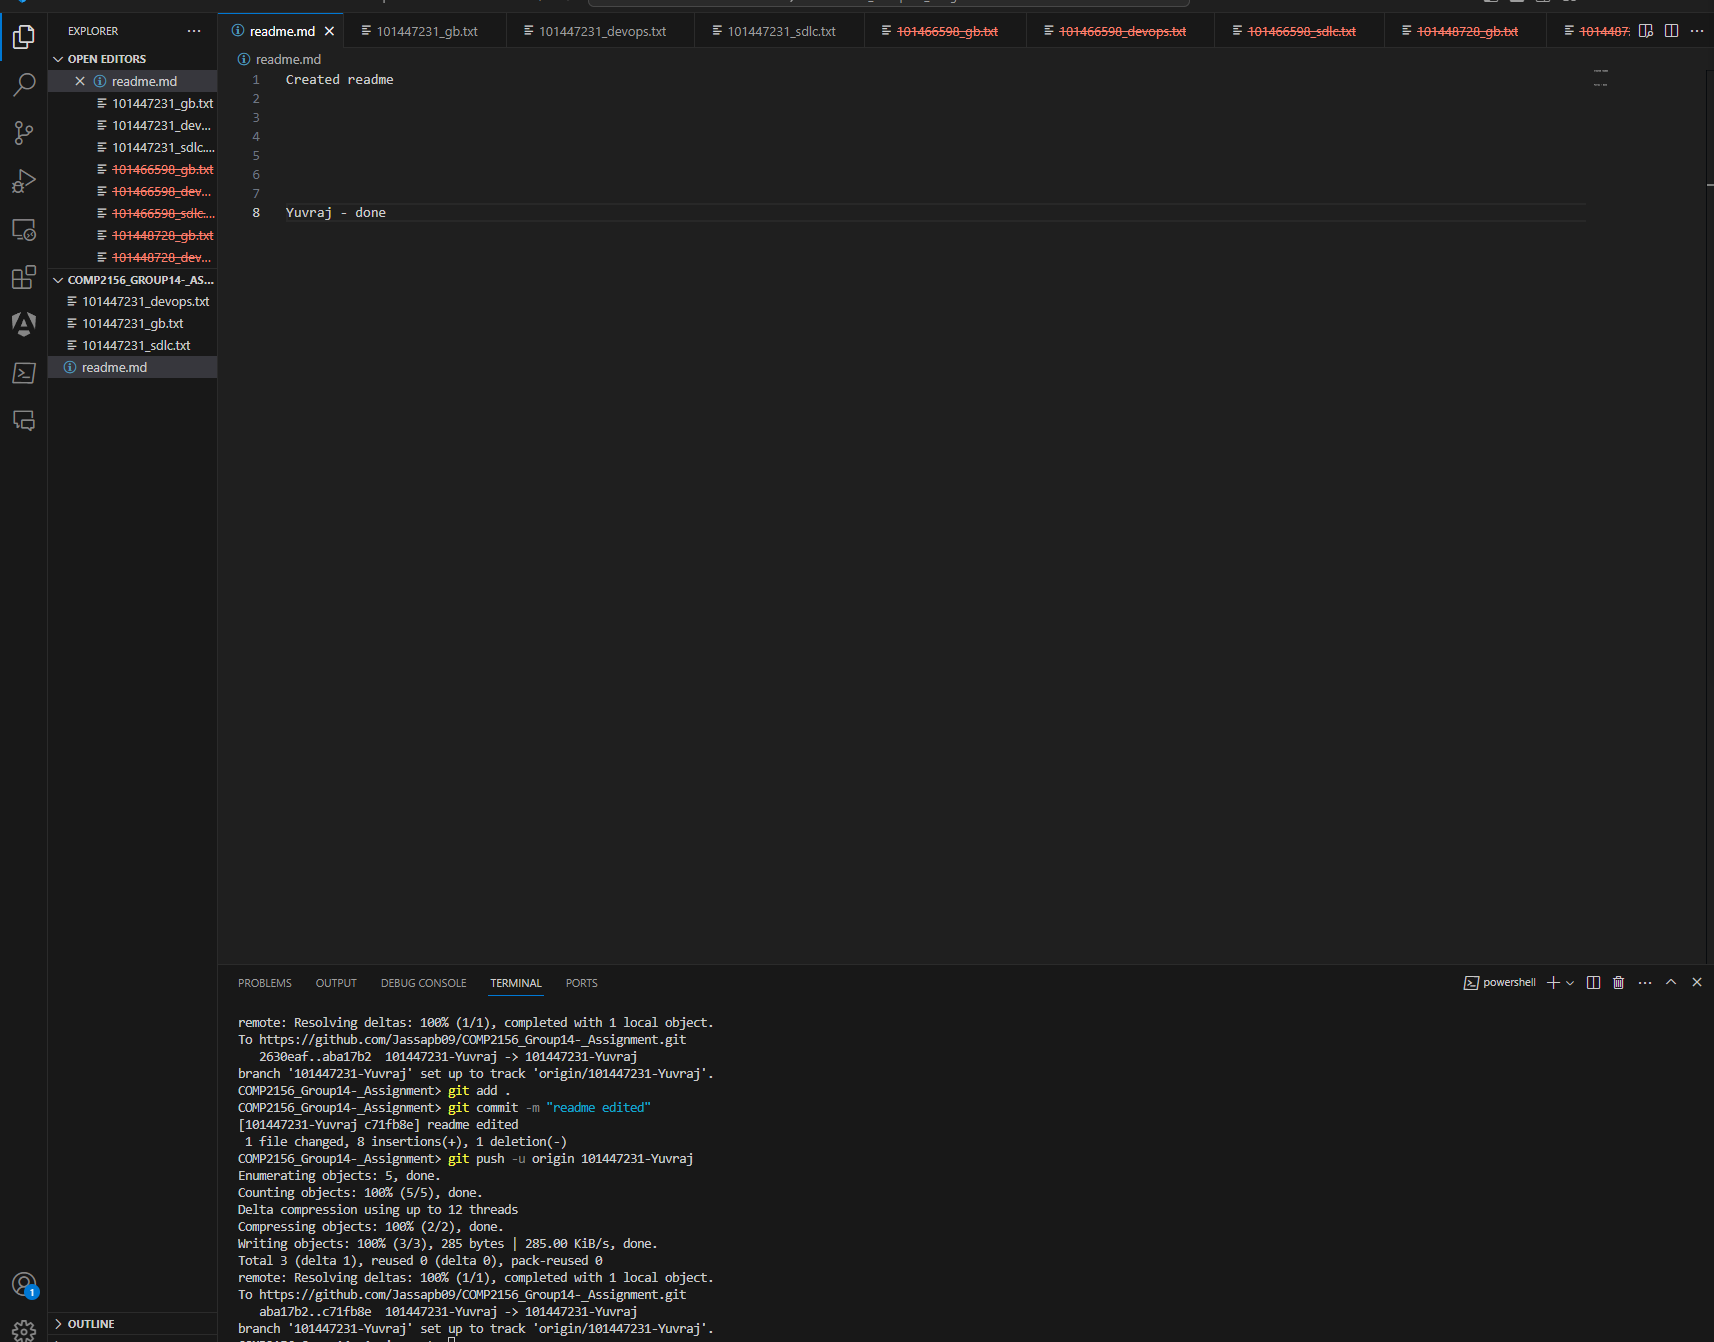 EXPLORER
OPEN EDITORS
readme.md
101447231_gb.txt
101447231_dev...
101447231_sdlc....
101466598_gb.txt
101466598_dev...
101466598_sdlc....
101448728_gb.txt
101448728_dev...
COMP2156_GROUP14-_AS...
101447231_devops.txt
101447231_gb.txt
101447231_sdlc.txt
readme.md
OUTLINE
1
readme.md 101447231_gb.txt 101447231_devops.txt 101447231_sdlc.txt 101466598_gb.txt 101466598_devops.txt 101466598_sdlc.txt 101448728_gb.txt 1014487
readme.md
1 Created readme
2
3
4
5
6
7
8 Yuvraj - done
PROBLEMS OUTPUT DEBUG CONSOLE TERMINAL PORTS powershell
remote: Resolving deltas: 100% (1/1), completed with 1 local object.
To https://github.com/Jassapb09/COMP2156_Group14-_Assignment.git
2630eaf..aba17b2 101447231-Yuvraj -> 101447231-Yuvraj
branch '101447231-Yuvraj' set up to track 'origin/101447231-Yuvraj'.
COMP2156_Group14-_Assignment> git add .
COMP2156_Group14-_Assignment> git commit -m "readme edited"
[101447231-Yuvraj c71fb8e] readme edited
1 file changed, 8 insertions(+), 1 deletion(-)
COMP2156_Group14-_Assignment> git push -u origin 101447231-Yuvraj
Enumerating objects: 5, done.
Counting objects: 100% (5/5), done.
Delta compression using up to 12 threads
Compressing objects: 100% (2/2), done.
Writing objects: 100% (3/3), 285 bytes | 285.00 KiB/s, done.
Total 3 (delta 1), reused 0 (delta 0), pack-reused 0
remote: Resolving deltas: 100% (1/1), completed with 1 local object.
To https://github.com/Jassapb09/COMP2156_Group14-_Assignment.git
aba17b2..c71fb8e 101447231-Yuvraj -> 101447231-Yuvraj
branch '101447231-Yuvraj' set up to track 'origin/101447231-Yuvraj'.